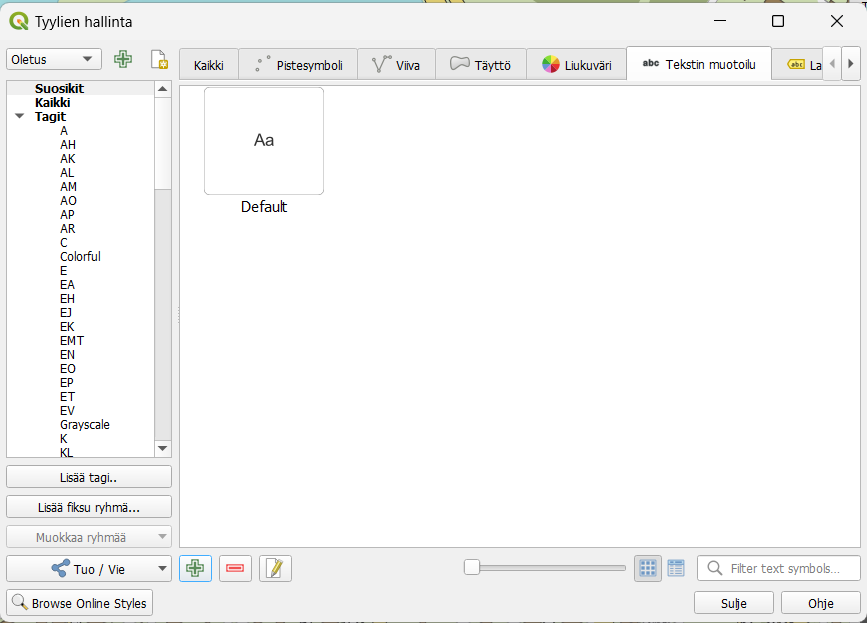 Tyylien hallinta
Oletus
Kaikki
Pistesymboli
Viiva
Täyttö
Liukuväri
abc Tekstin muotoilu
abc La
Suosikit
Kaikki
Tagit
A
AH
AK
AL
AM
AO
AP
AR
C
Colorful
E
EA
EH
EJ
EK
EMT
EN
EO
EP
ET
EV
Grayscale
K
KL
Aa
Default
Lisää tagi..
Lisää fiksu ryhmä...
Muokkaa ryhmää
Tuo / Vie
Filter text symbols...
Browse Online Styles
Sulje
Ohje